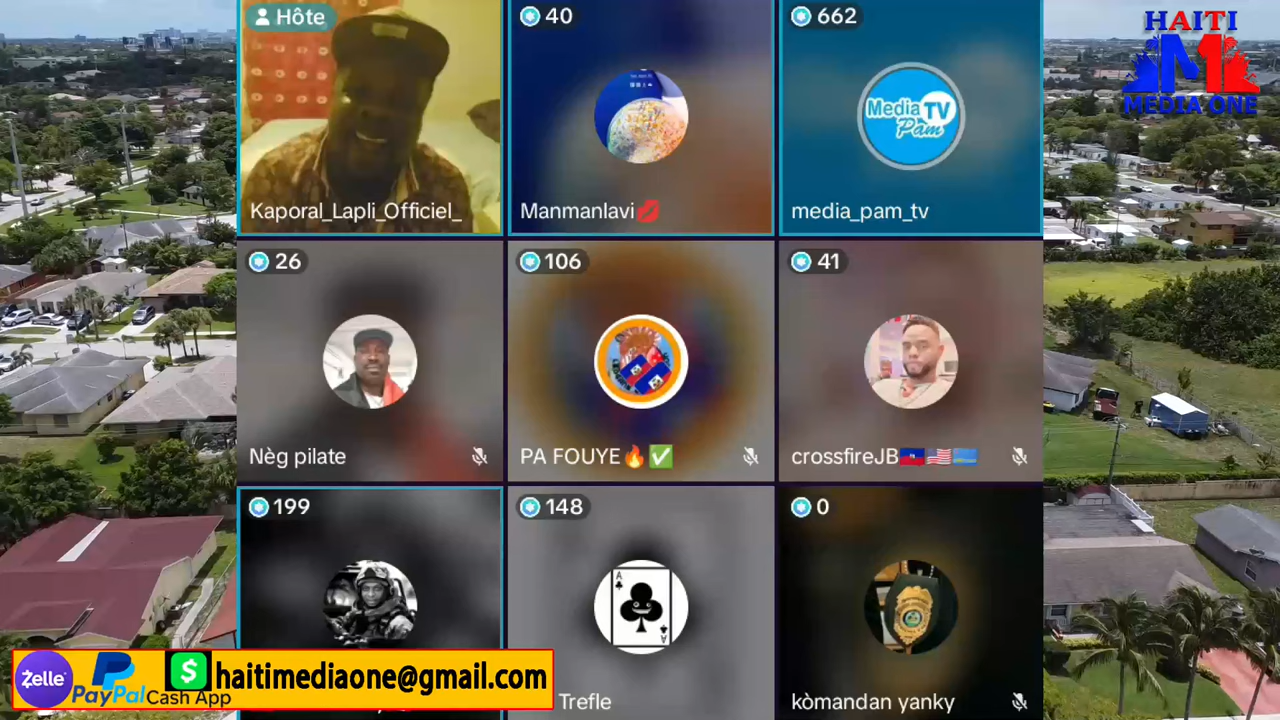 Hôte
40
662
HAITI
M
MEDIA ONE
Media TV
Pam
Kaporal_Lapli_Officiel_
Manmanlavi💋
media_pam_tv
26
106
41
Nèg pilate
PA FOUYE🔥✅
crossfireJB🇭🇹🇺🇸🇦🇼
199
148
0
A
A
Zelle
PayPal
$
Cash App
haitimediaone@gmail.com
Trefle
kòmandan yanky